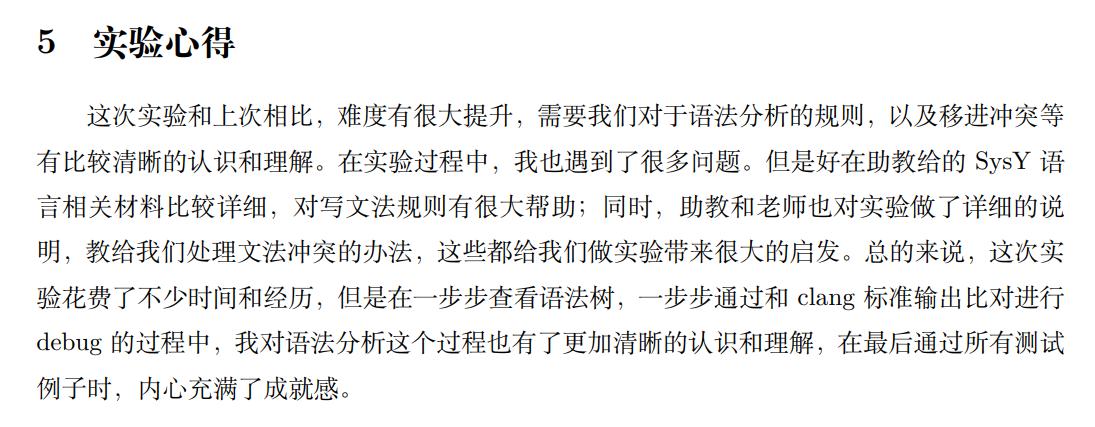 5 实验心得
这次实验和上次相比，难度有很大提升，需要我们对于语法分析的规则，以及移进冲突等
有比较清晰的认识和理解。在实验过程中，我也遇到了很多问题。但是好在助教给的 SysY 语
言相关材料比较详细，对写文法规则有很大帮助；同时，助教和老师也对实验做了详细的说
明，教给我们处理文法冲突的办法，这些都给我们做实验带来很大的启发。总的来说，这次实
验花费了不少时间和经历，但是在一步步查看语法树，一步步通过和 clang 标准输出比对进行
debug 的过程中，我对语法分析这个过程也有了更加清晰的认识和理解，在最后通过所有测试
例子时，内心充满了成就感。